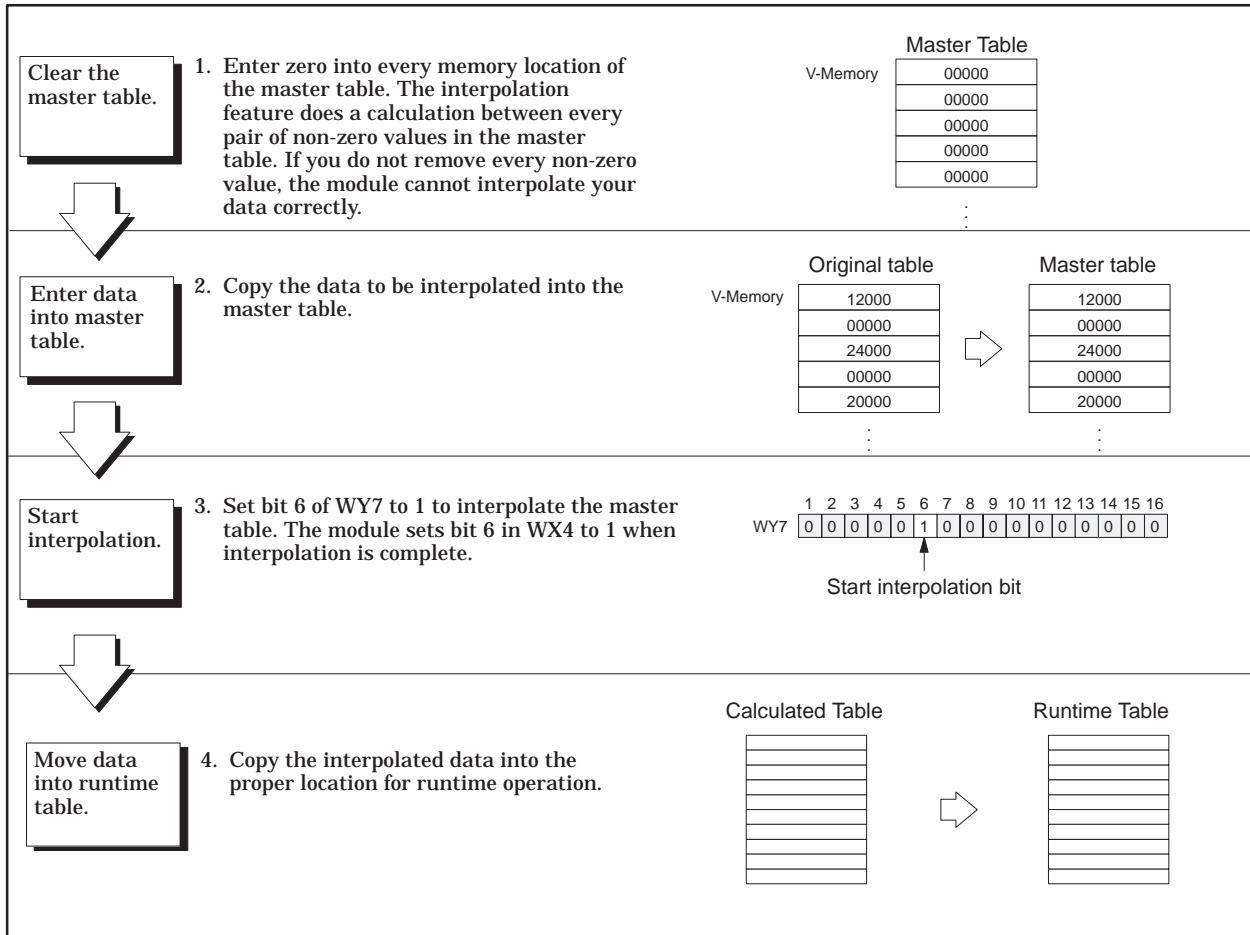 Clear the
master table.
1. Enter zero into every memory location of
the master table. The interpolation
feature does a calculation between every
pair of non-zero values in the master
table. If you do not remove every non-zero
value, the module cannot interpolate your
data correctly.
Master Table
V-Memory
00000
00000
00000
00000
00000
Enter data
into master
table.
2. Copy the data to be interpolated into the
master table.
Original table
Master table
V-Memory
12000
00000
24000
00000
20000
12000
00000
24000
00000
20000
Start
interpolation.
3. Set bit 6 of WY7 to 1 to interpolate the master
table. The module sets bit 6 in WX4 to 1 when
interpolation is complete.
1 2 3 4 5 6 7 8 9 10 11 12 13 14 15 16
WY7 0 0 0 0 0 1 0 0 0 0 0 0 0 0 0 0
Start interpolation bit
Move data
into runtime
table.
4. Copy the interpolated data into the
proper location for runtime operation.
Calculated Table
Runtime Table